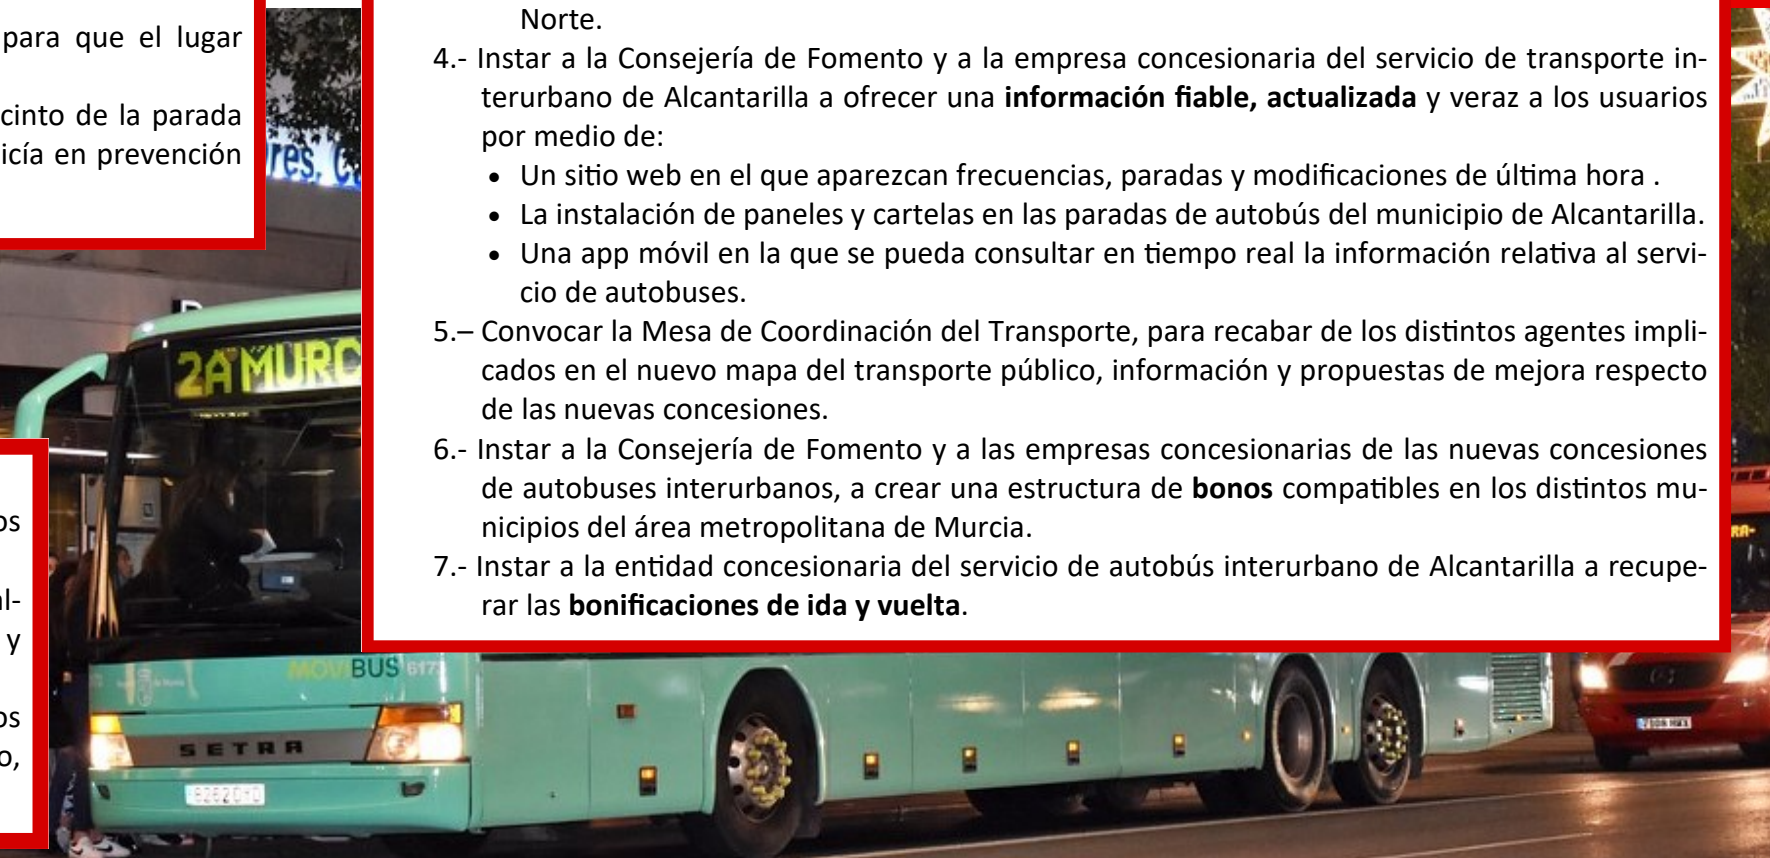 para que el lugar
cinto de la parada
icía en prevención
os
al-
y
os
o,
Norte.
4.- Instar a la Consejería de Fomento y a la empresa concesionaria del servicio de transporte in-
terurbano de Alcantarilla a ofrecer una información fiable, actualizada y veraz a los usuarios
por medio de:
• Un sitio web en el que aparezcan frecuencias, paradas y modificaciones de última hora .
• La instalación de paneles y cartelas en las paradas de autobús del municipio de Alcantarilla.
• Una app móvil en la que se pueda consultar en tiempo real la información relativa al servi-
cio de autobuses.
5.– Convocar la Mesa de Coordinación del Transporte, para recabar de los distintos agentes impli-
cados en el nuevo mapa del transporte público, información y propuestas de mejora respecto
de las nuevas concesiones.
6.- Instar a la Consejería de Fomento y a las empresas concesionarias de las nuevas concesiones
de autobuses interurbanos, a crear una estructura de bonos compatibles en los distintos mu-
nicipios del área metropolitana de Murcia.
7.- Instar a la entidad concesionaria del servicio de autobús interurbano de Alcantarilla a recupe-
rar las bonificaciones de ida y vuelta.
res, C
2A MURC
MOVIBUS 6173
SETRA